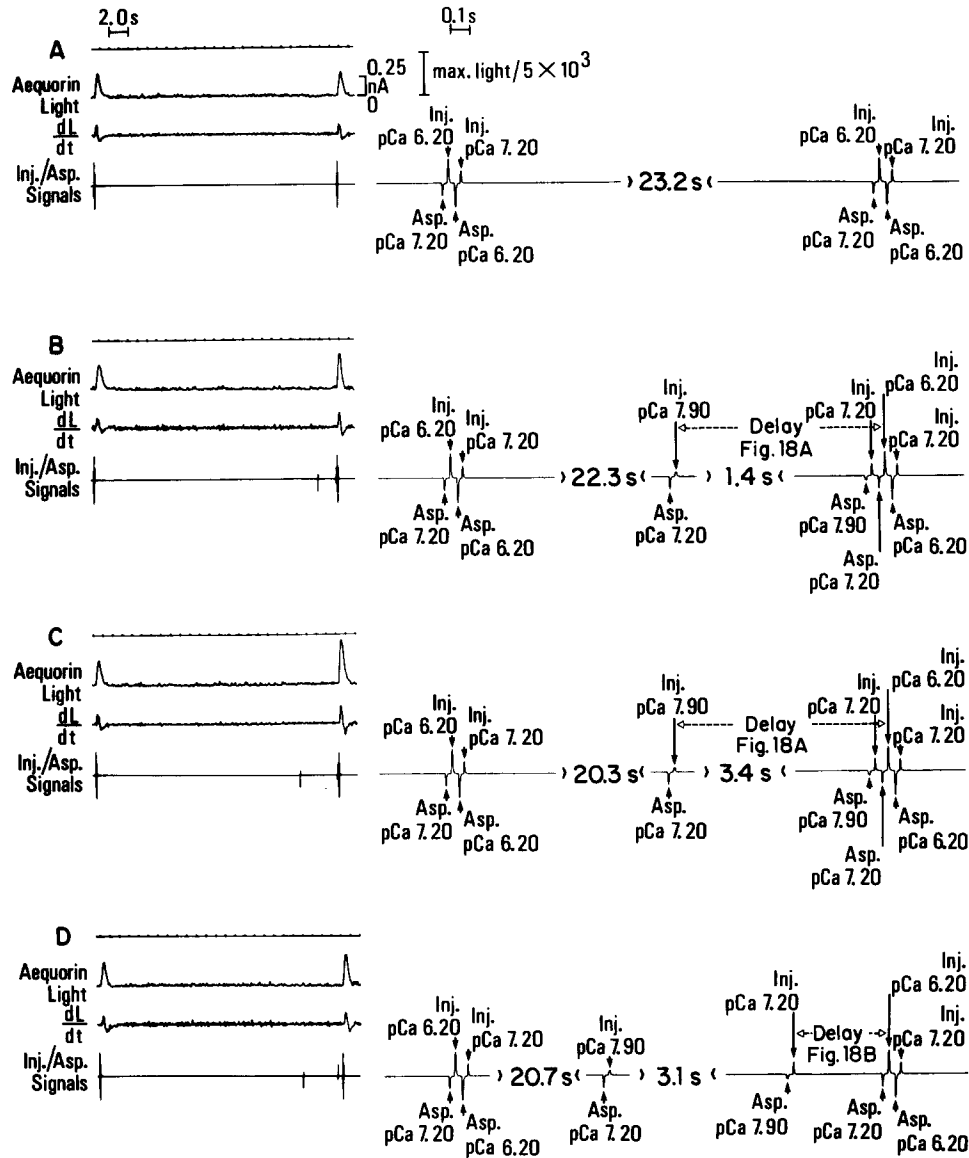 2.0 s
0.1 s
A
Aequorin
Light
dL
dt
Inj./Asp.
Signals
0.25
nA
0
max. light/5 × 10³
Inj.
pCa 6.20
Inj.
pCa 7.20
Asp.
pCa 7.20
Asp.
pCa 6.20
23.2 s
Inj.
pCa 6.20
Inj.
pCa 7.20
Asp.
pCa 7.20
Asp.
pCa 6.20
B
Aequorin
Light
dL
dt
Inj./Asp.
Signals
Inj.
pCa 6.20
Inj.
pCa 7.20
Asp.
pCa 7.20
Asp.
pCa 6.20
22.3 s
Inj.
pCa 7.90
Asp.
pCa 7.20
Delay
Fig. 18A
1.4 s
Inj.
pCa 7.20
Inj.
pCa 6.20
Inj.
pCa 7.20
Asp.
pCa 7.90
Asp.
pCa 7.20
Asp.
pCa 6.20
C
Aequorin
Light
dL
dt
Inj./Asp.
Signals
Inj.
pCa 6.20
Inj.
pCa 7.20
Asp.
pCa 7.20
Asp.
pCa 6.20
20.3 s
Inj.
pCa 7.90
Asp.
pCa 7.20
Delay
Fig. 18A
3.4 s
Inj.
pCa 7.20
Inj.
pCa 6.20
Inj.
pCa 7.20
Asp.
pCa 7.90
Asp.
pCa 7.20
Asp.
pCa 6.20
D
Aequorin
Light
dL
dt
Inj./Asp.
Signals
Inj.
pCa 6.20
Inj.
pCa 7.20
Asp.
pCa 7.20
Asp.
pCa 6.20
20.7 s
Inj.
pCa 7.90
Asp.
pCa 7.20
3.1 s
Inj.
pCa 7.20
Delay
Fig. 18B
Inj.
pCa 6.20
Inj.
pCa 7.20
Asp.
pCa 7.90
Asp.
pCa 7.20
Asp.
pCa 6.20